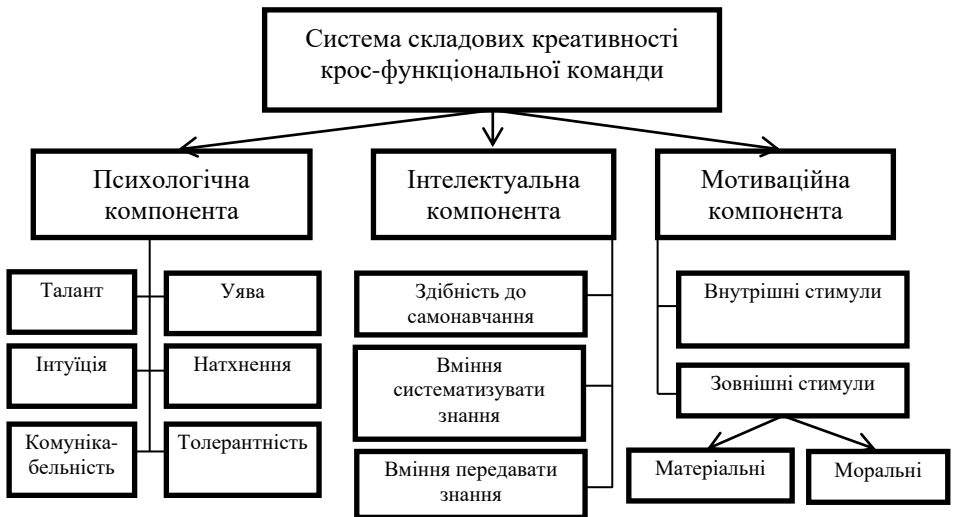 Система складових креативності
крос-функціональної команди
Психологічна
компонента
Інтелектуальна
компонента
Мотиваційна
компонента
Талант
Уява
Інтуїція
Натхнення
Комуніка-
бельність
Толерантність
Здібність до
самонавчання
Вміння
систематизувати
знання
Вміння передавати
знання
Внутрішні стимули
Зовнішні стимули
Матеріальні
Моральні